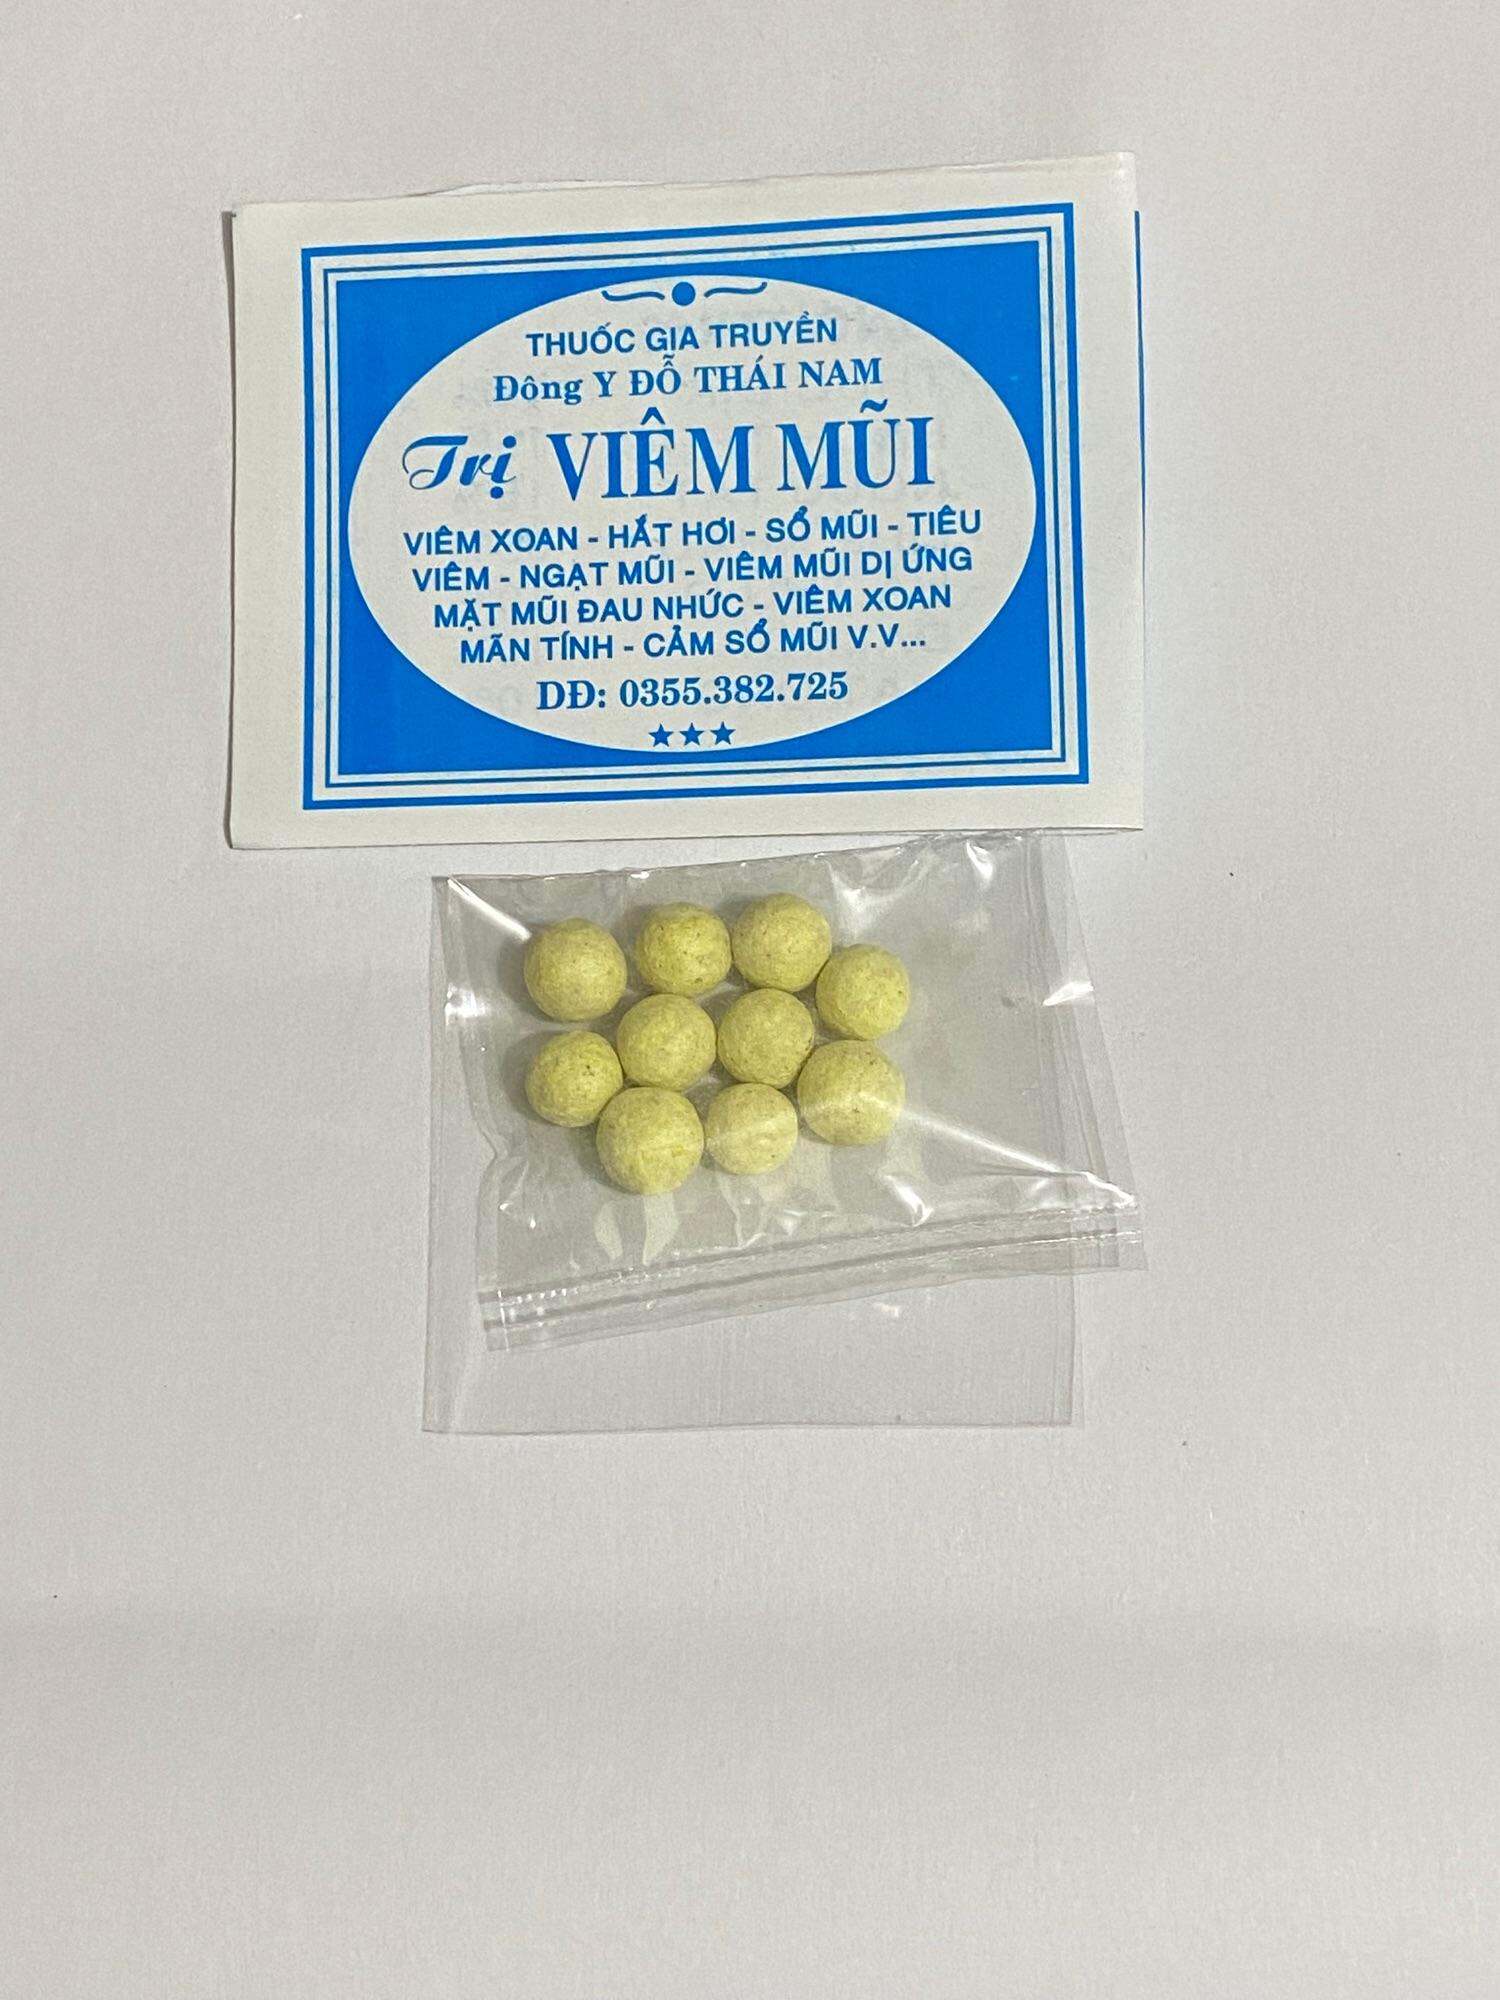 THUỐC GIA TRUYỀN
Đông Y ĐỖ THÁI NAM
Trị VIÊM MŨI
VIÊM XOAN - HẮT HƠI - SỔ MŨI - TIÊU
VIÊM - NGẠT MŨI - VIÊM MŨI DỊ ỨNG
MẶT MŨI ĐAU NHỨC - VIÊM XOAN
MÃN TÍNH - CẢM SỔ MŨI V.V...
DĐ: 0355.382.725